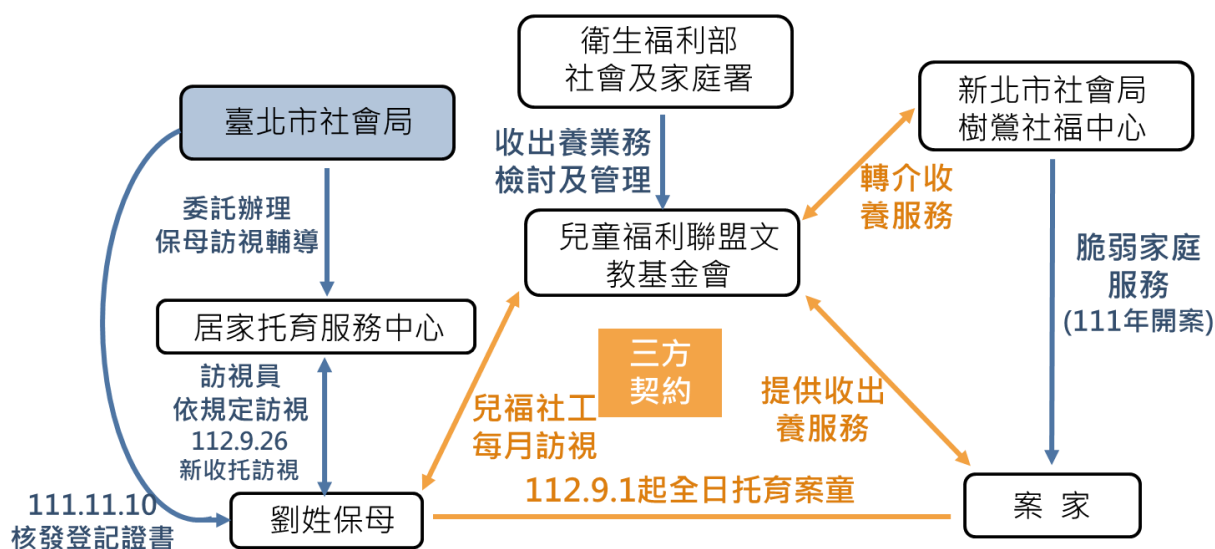 衛生福利部
社會及家庭署
臺北市社會局
新北市社會局
樹鶯社福中心
收出養業務
檢討及管理
轉介收
養服務
委託辦理
保母訪視輔導
兒童福利聯盟文
教基金會
脆弱家庭
服務
(111年開案)
居家托育服務中心
三方
契約
訪視員
依規定訪視
112.9.26
新收托訪視
兒福社工
每月訪視
提供收出
養服務
112.9.1起全日托育案童
111.11.10
核發登記證書
劉姓保母
案 家